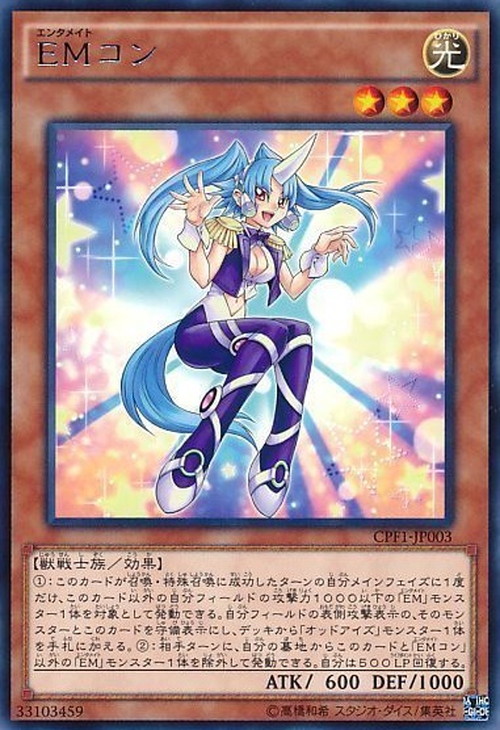 エンタメイト
EMコン
ひかり
光
CPF1-JP003
【獣戦士族／効果】
①：このカードが召喚・特殊召喚に成功したターンの自分メインフェイズに1度
だけ、このカード以外の自分フィールドの攻撃力1000以下の「EM」モンス
ター1体を対象として発動できる。自分フィールドの表側攻撃表示の、そのモン
スターとこのカードを守備表示にし、デッキから「オッドアイズ」モンスター1体
を手札に加える。②：相手ターンに、自分の墓地からこのカードと「EMコン」
以外の「EM」モンスター1体を除外して発動できる。自分は500LP回復する。
ATK/ 600 DEF/1000
33103459
©高橋和希 スタジオ・ダイス/集英社